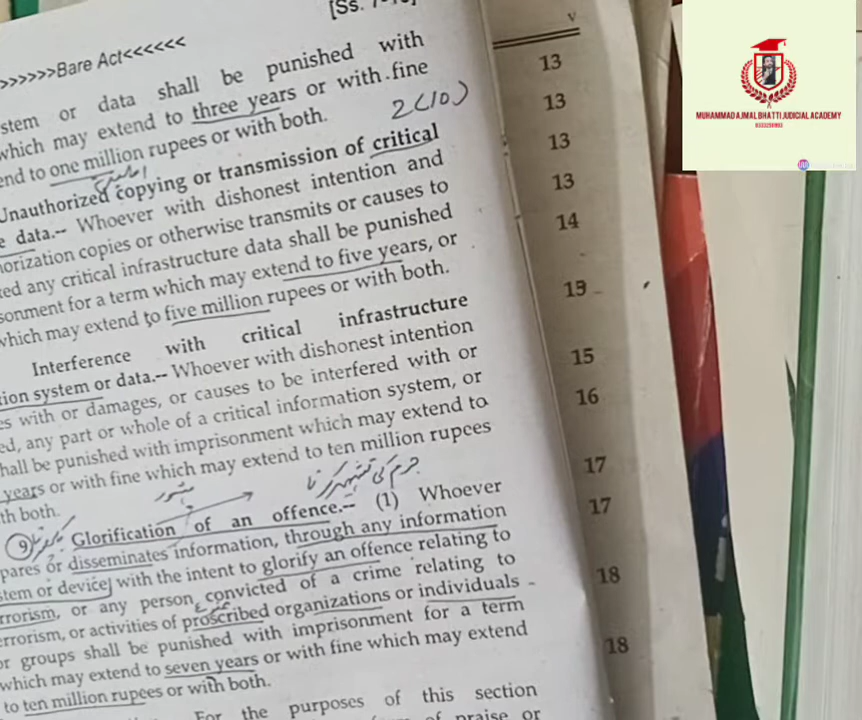 [Ss. 7-10]
>>>>>>Bare Act<<<<<<
stem or data shall be punished with
which may extend to three years or with fine
end to one million rupees or with both.
2(10)
Unauthorized copying or transmission of critical
e data.-- Whoever with dishonest intention and
horization copies or otherwise transmits or causes to
ted any critical infrastructure data shall be punished
sonment for a term which may extend to five years, or
which may extend to five million rupees or with both.
Interference with critical infrastructure
tion system or data.-- Whoever with dishonest intention
es with or damages, or causes to be interfered with or
ed, any part or whole of a critical information system, or
hall be punished with imprisonment which may extend to
years or with fine which may extend to ten million rupees
th both.
9. Glorification of an offence.-- (1) Whoever
pares or disseminates information, through any information
stem or device, with the intent to glorify an offence relating to
rrorism, or any person convicted of a crime relating to
errorism, or activities of proscribed organizations or individuals
or groups shall be punished with imprisonment for a term
which may extend to seven years or with fine which may extend
to ten million rupees or with both.
For the purposes of this section
of praise or
v
13
13
13
13
14
15
15
16
17
17
18
18
MUHAMMAD AJMAL BHATTI JUDICIAL ACADEMY